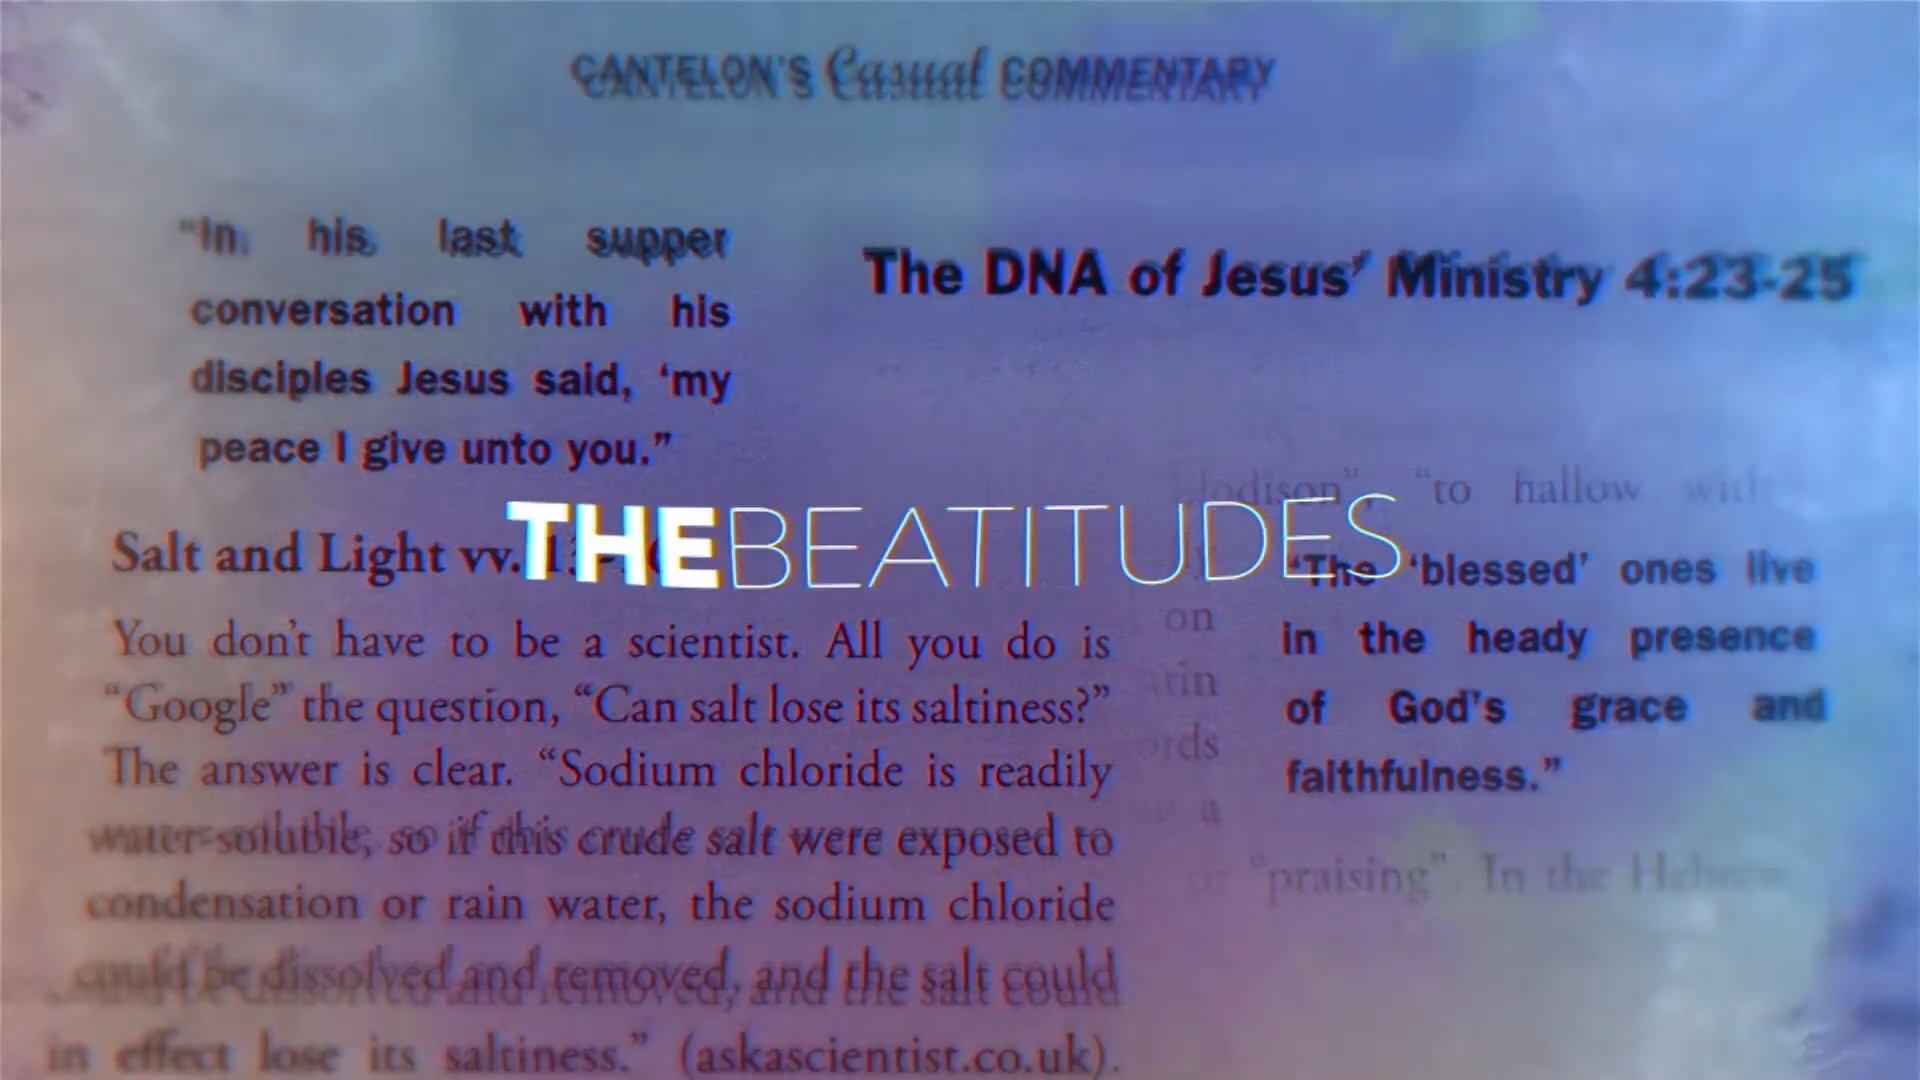 CANTELON'S Casual COMMENTARY
“In his last supper
conversation with his
disciples Jesus said, ‘my
peace I give unto you.”
The DNA of Jesus’ Ministry 4:23-25
THEBEATITUDES
Salt and Light vv.
You don’t have to be a scientist. All you do is
“Google” the question, “Can salt lose its saltiness?”
The answer is clear. “Sodium chloride is readily
water-soluble, so if this crude salt were exposed to
condensation or rain water, the sodium chloride
could be dissolved and removed, and the salt could
in effect lose its saltiness.” (askascientist.co.uk).
“to hallow
“The ‘blessed’ ones live
in the heady presence
of God’s grace and
faithfulness.”
on
a
or “praising”. In the Hebrew,